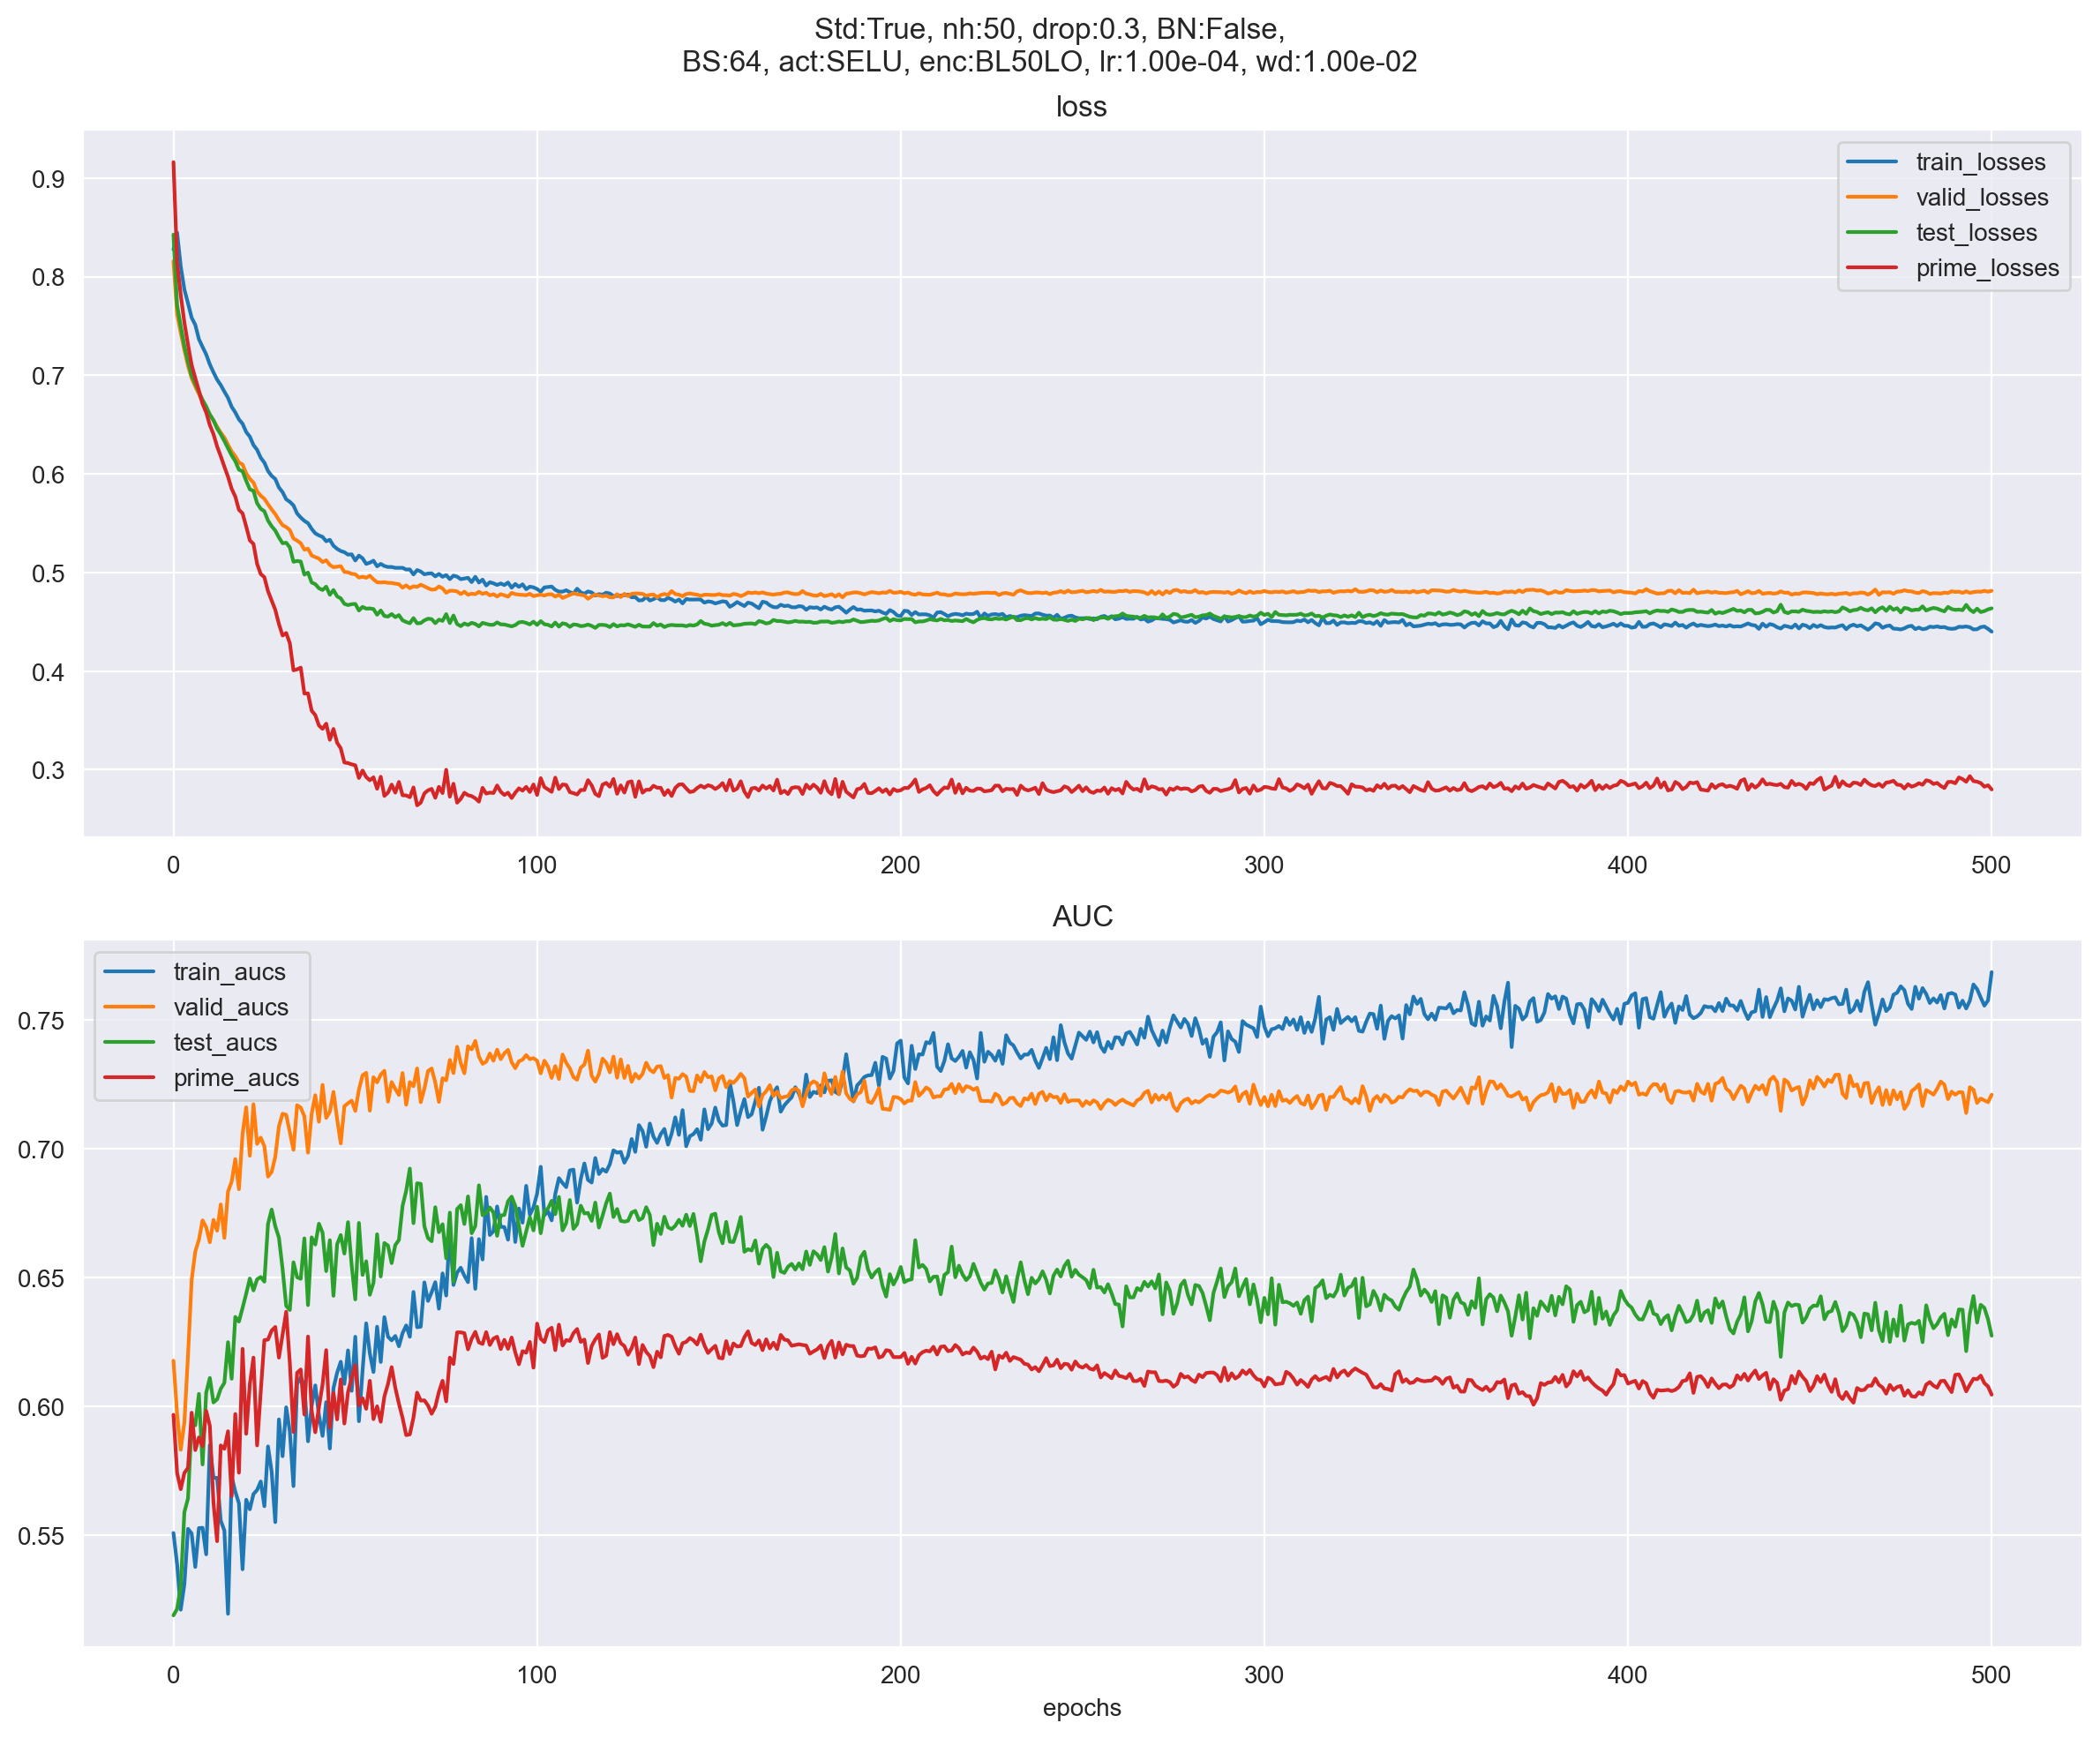 Std:True, nh:50, drop:0.3, BN:False,
BS:64, act:SELU, enc:BL50LO, lr:1.00e-04, wd:1.00e-02
loss
train_losses
valid_losses
test_losses
prime_losses
0.9
0.8
0.7
0.6
0.5
0.4
0.3
0 100 200 300 400 500
AUC
train_aucs
valid_aucs
test_aucs
prime_aucs
0.75
0.70
0.65
0.60
0.55
0 100 200 300 400 500
epochs